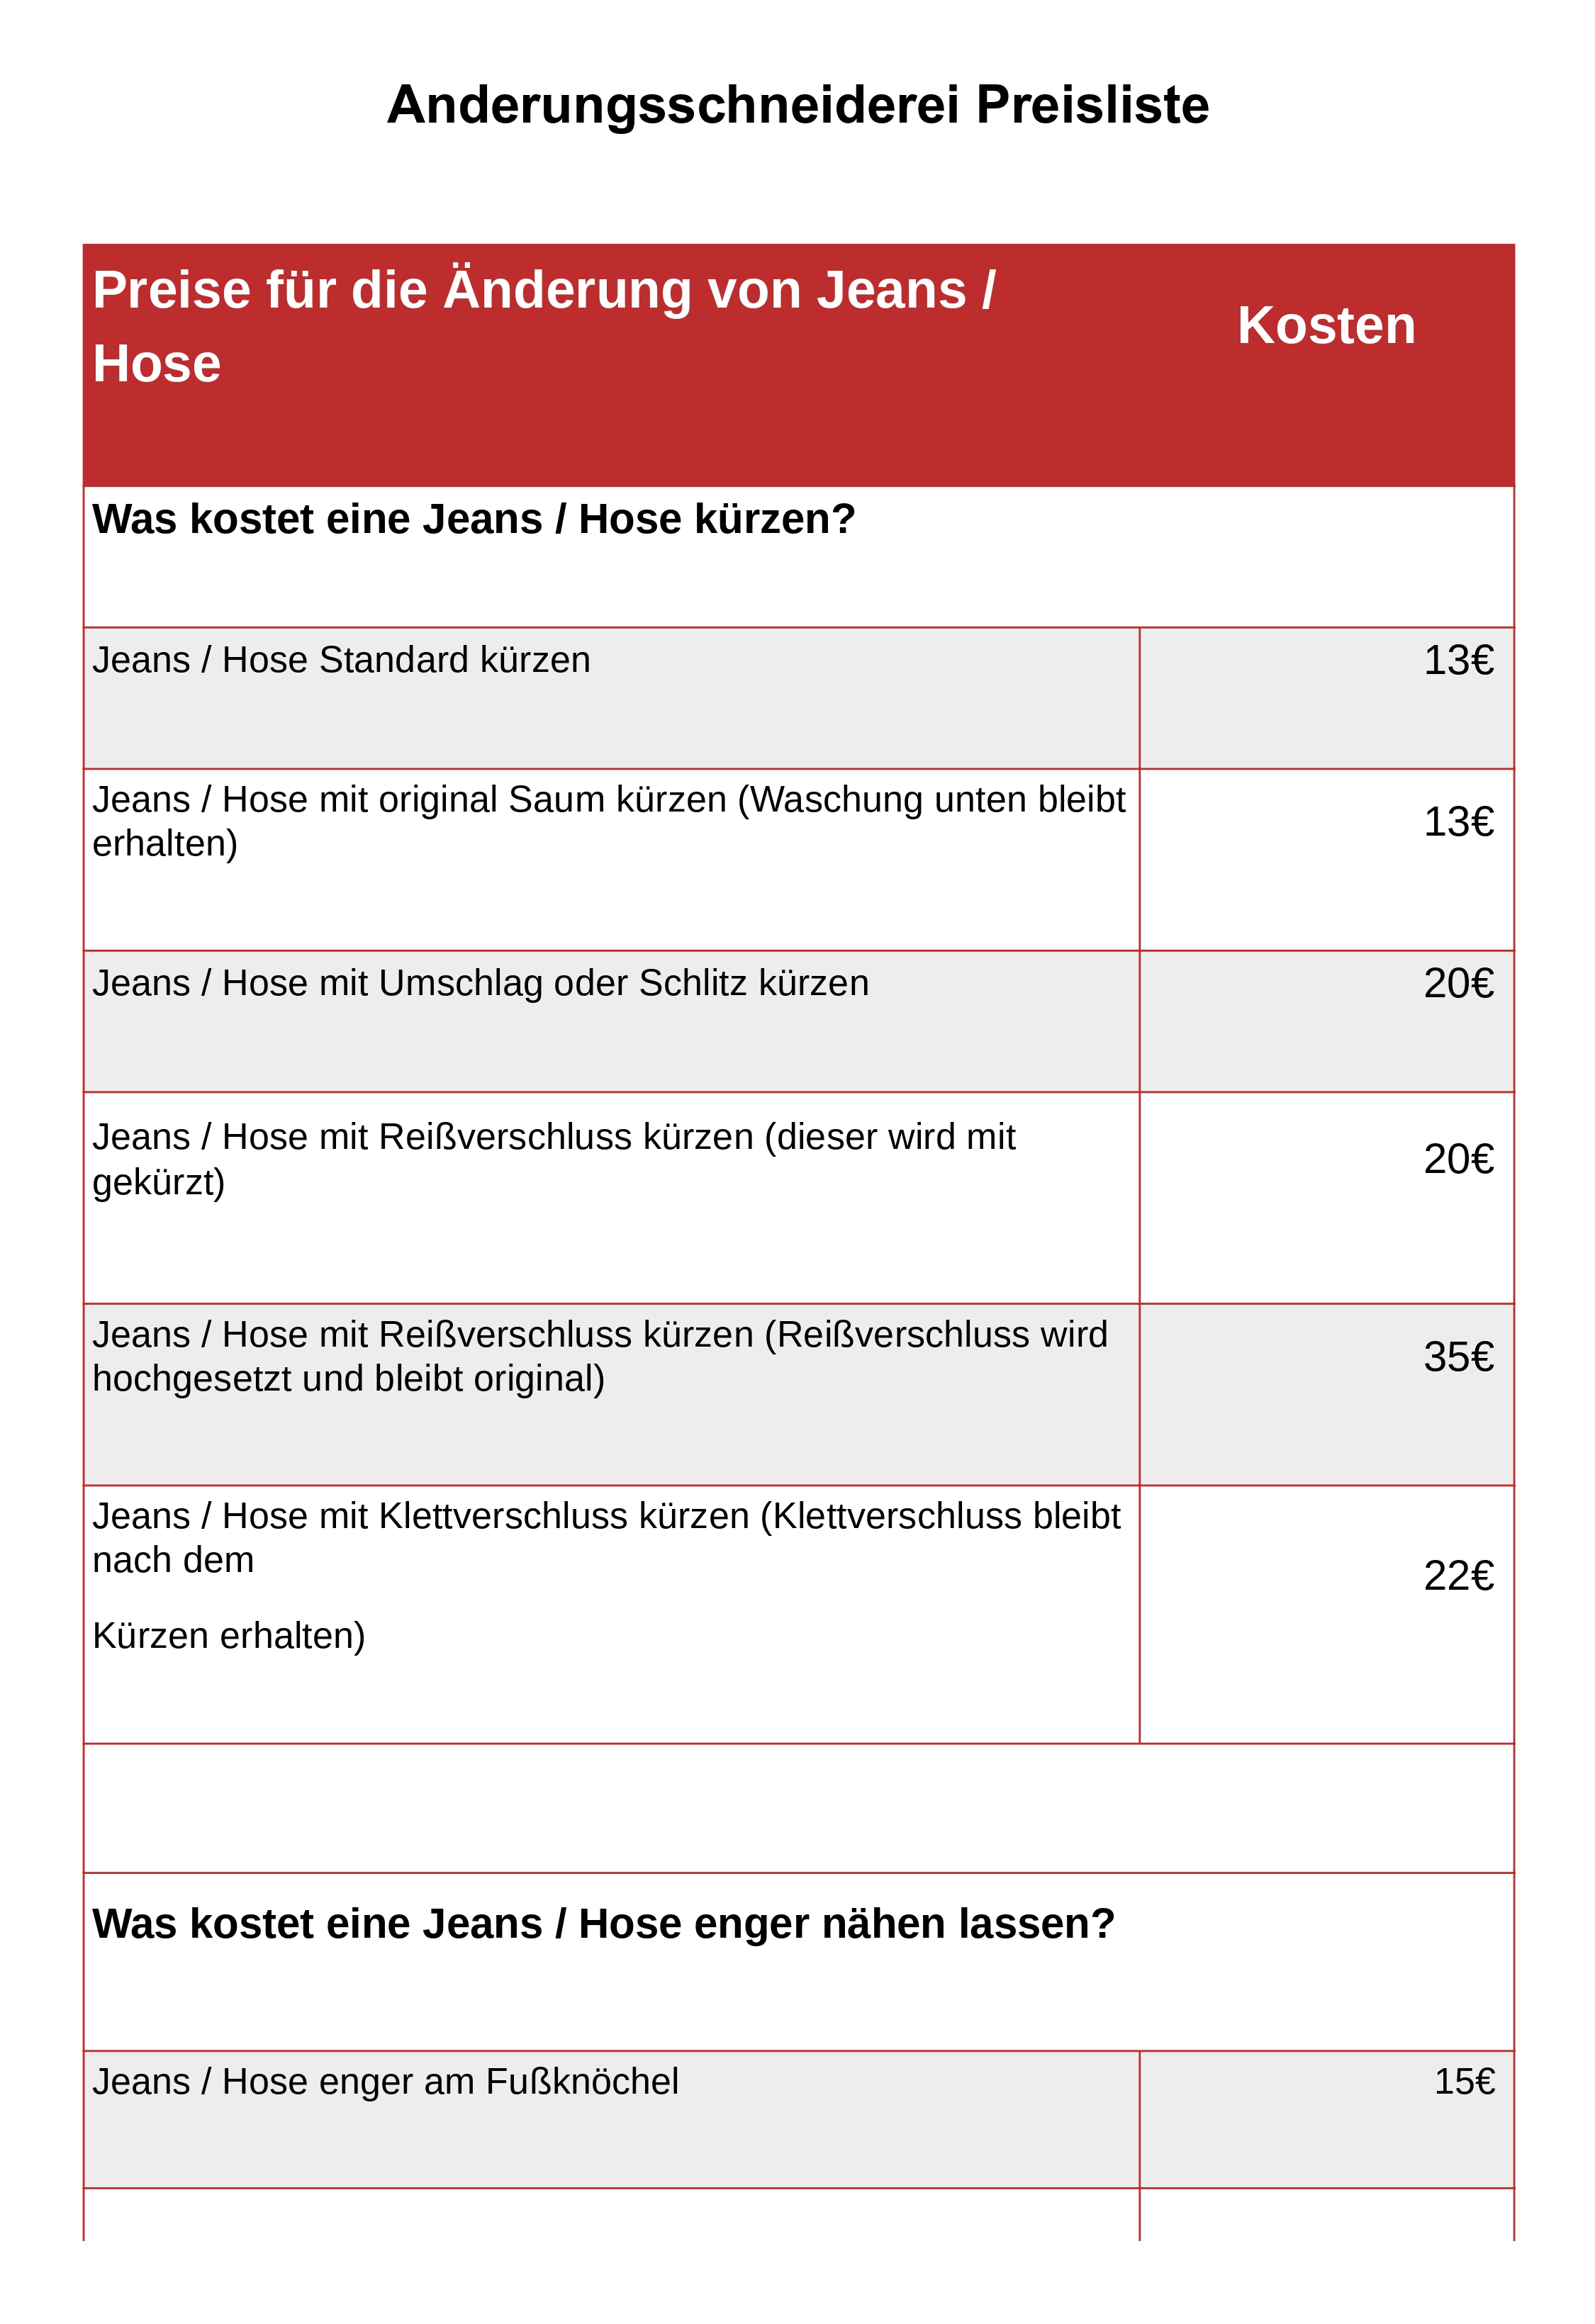 Anderungsschneiderei Preisliste
Preise für die Änderung von Jeans /
Hose
Kosten
Was kostet eine Jeans / Hose kürzen?
Jeans / Hose Standard kürzen
13€
Jeans / Hose mit original Saum kürzen (Waschung unten bleibt
erhalten)
13€
Jeans / Hose mit Umschlag oder Schlitz kürzen
20€
Jeans / Hose mit Reißverschluss kürzen (dieser wird mit
gekürzt)
20€
Jeans / Hose mit Reißverschluss kürzen (Reißverschluss wird
hochgesetzt und bleibt original)
35€
Jeans / Hose mit Klettverschluss kürzen (Klettverschluss bleibt
nach dem
Kürzen erhalten)
22€
Was kostet eine Jeans / Hose enger nähen lassen?
Jeans / Hose enger am Fußknöchel
15€